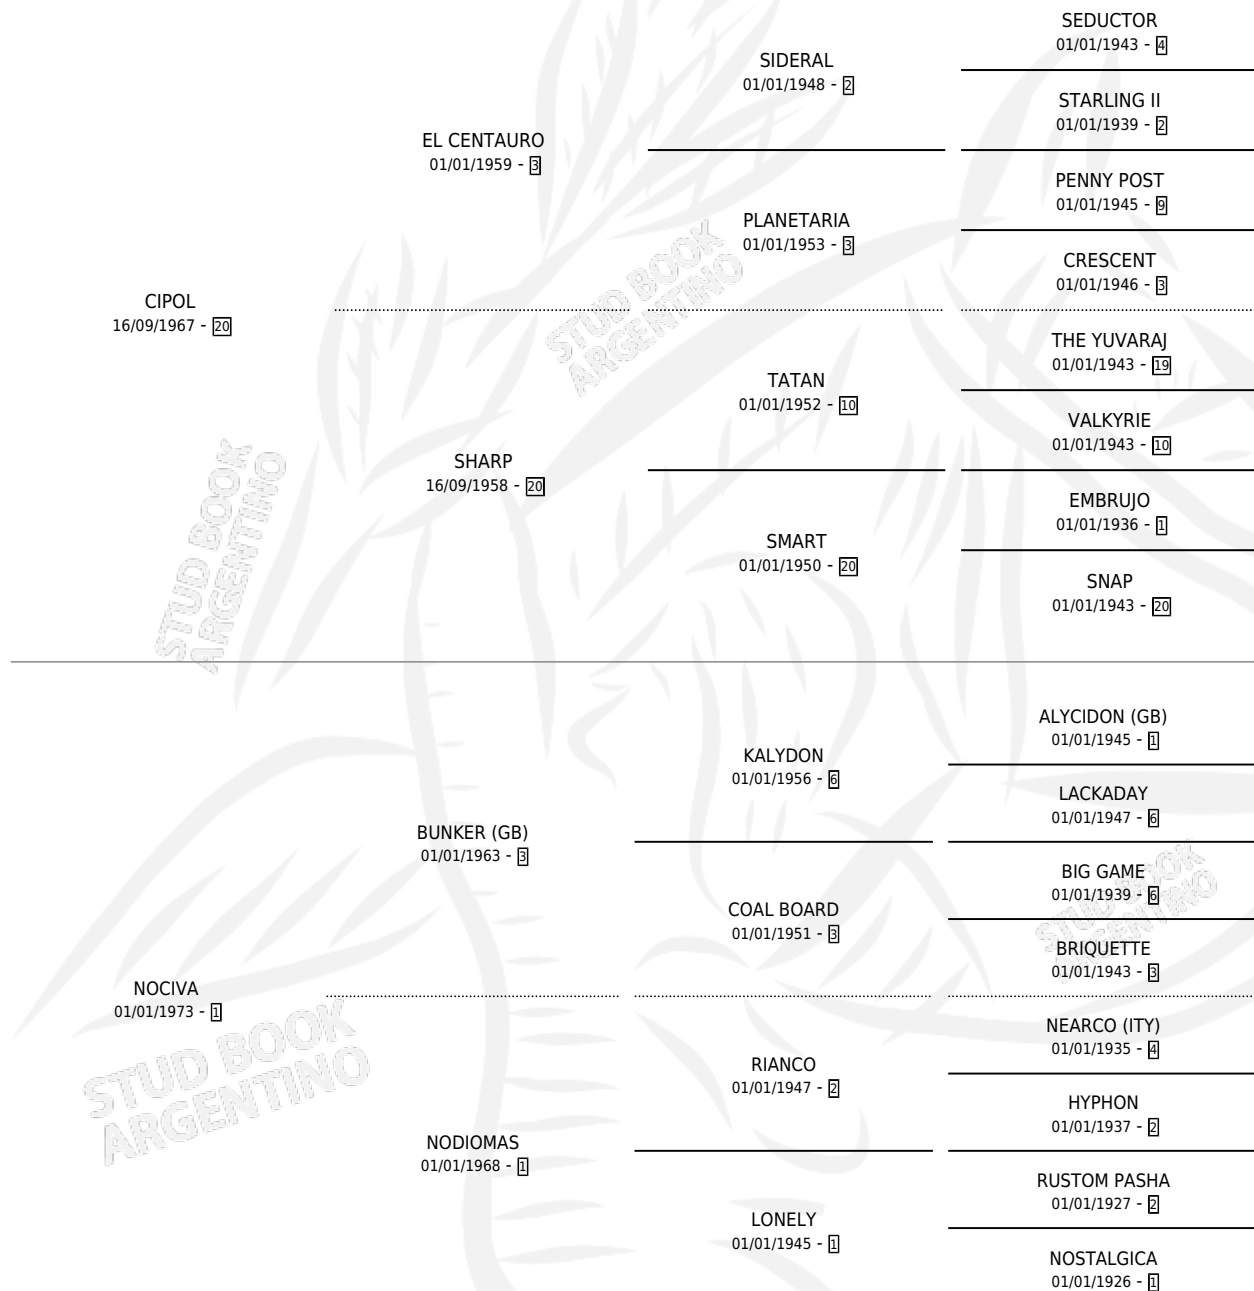 SEDUCTOR
01/01/1943 - 4
SIDERAL
01/01/1948 - 2
STARLING II
01/01/1939 - 2
EL CENTAURO
01/01/1959 - 3
PENNY POST
01/01/1945 - 9
PLANETARIA
01/01/1953 - 3
CRESCENT
01/01/1946 - 3
CIPOL
16/09/1967 - 20
THE YUVARAJ
01/01/1943 - 19
TATAN
01/01/1952 - 10
VALKYRIE
01/01/1943 - 10
SHARP
16/09/1958 - 20
EMBRUJO
01/01/1936 - 1
SMART
01/01/1950 - 20
SNAP
01/01/1943 - 20
ALYCIDON (GB)
01/01/1945 - 1
KALYDON
01/01/1956 - 6
LACKADAY
01/01/1947 - 6
BUNKER (GB)
01/01/1963 - 3
BIG GAME
01/01/1939 - 6
COAL BOARD
01/01/1951 - 3
BRIQUETTE
01/01/1943 - 3
NOCIVA
01/01/1973 - 1
NEARCO (ITY)
01/01/1935 - 4
RIANCO
01/01/1947 - 2
HYPHON
01/01/1937 - 2
NODIOMAS
01/01/1968 - 1
RUSTOM PASHA
01/01/1927 - 2
LONELY
01/01/1945 - 1
NOSTALGICA
01/01/1926 - 1
STUD BOOK
ARGENTINO
STUD BOOK
ARGENTINO
STUD BOOK
ARGENTINO
STUD BOOK
ARGENTINO